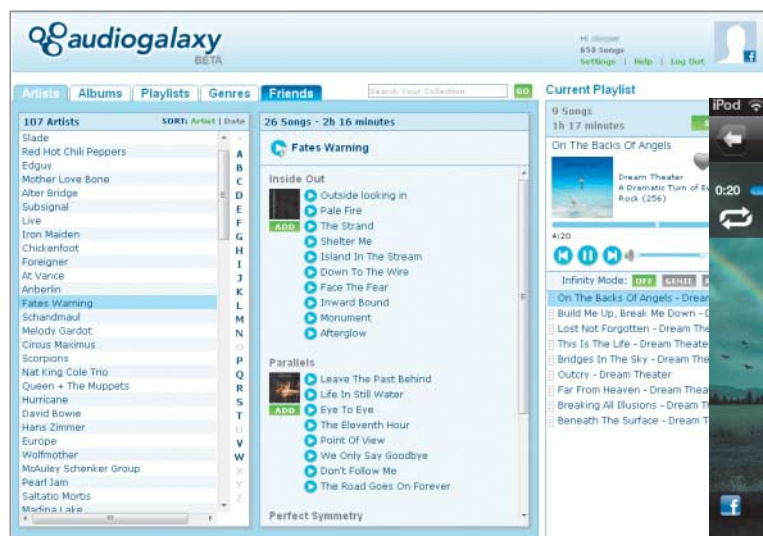 audiogalaxy
BETA
Hi
658 Songs
Settings | Help | Log Out
Artists
Albums
Playlists
Genres
Friends
Search Your Collection
GO
107 Artists
SORT: Artist | Date
Slade
Red Hot Chili Peppers
Edguy
Mother Love Bone
Alter Bridge
Subsignal
Live
Iron Maiden
Chickenfoot
Foreigner
At Vance
Anberlin
Fates Warning
Schandmaul
Melody Gardot
Circus Maximus
Scorpions
Nat King Cole Trio
Queen + The Muppets
Hurricane
David Bowie
Hans Zimmer
Europe
Wolfmother
McAuley Schenker Group
Pearl Jam
Saltatio Mortis
Madina Lake
A
B
C
D
E
F
G
H
I
J
K
L
M
N
O
P
Q
R
S
T
U
V
W
X
Y
Z
26 Songs - 2h 16 minutes
Fates Warning
Inside Out
ADD
Outside looking in
Pale Fire
The Strand
Shelter Me
Island In The Stream
Down To The Wire
Face The Fear
Inward Bound
Monument
Afterglow
Parallels
ADD
Leave The Past Behind
Life In Still Water
Eye To Eye
The Eleventh Hour
Point Of View
We Only Say Goodbye
Don't Follow Me
The Road Goes On Forever
Perfect Symmetry
Current Playlist
9 Songs
1h 17 minutes
S
On The Backs Of Angels
Dream Theater
A Dramatic Turn of Ev
Rock (256)
4:20
Infinity Mode: OFF GENIE
On The Backs Of Angels - Drea
Build Me Up, Break Me Down - D
Lost Not Forgotten - Dream The
This Is The Life - Dream Theate
Bridges In The Sky - Dream The
Outcry - Dream Theater
Far From Heaven - Dream Thea
Breaking All Illusions - Dream T
Beneath The Surface - Dream T
iPod
0:20
f